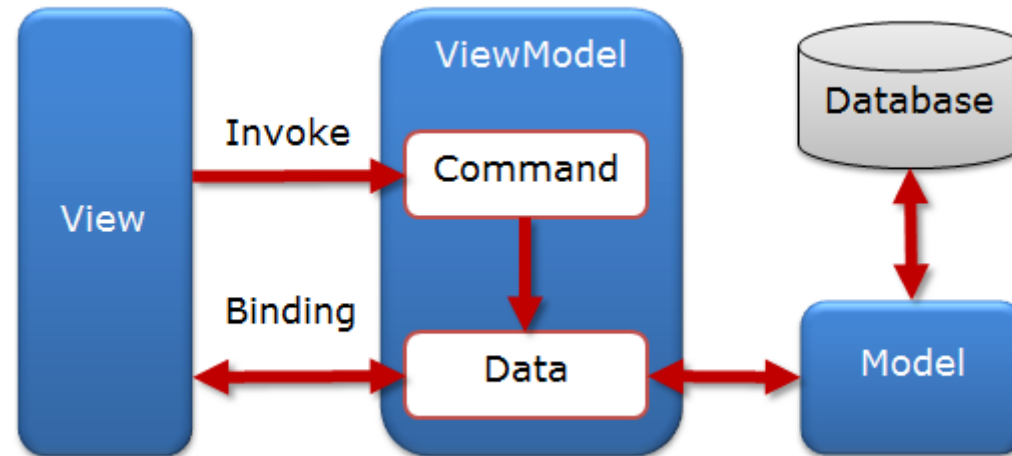 ViewModel
Database
Invoke
Command
View
Binding
Data
Model